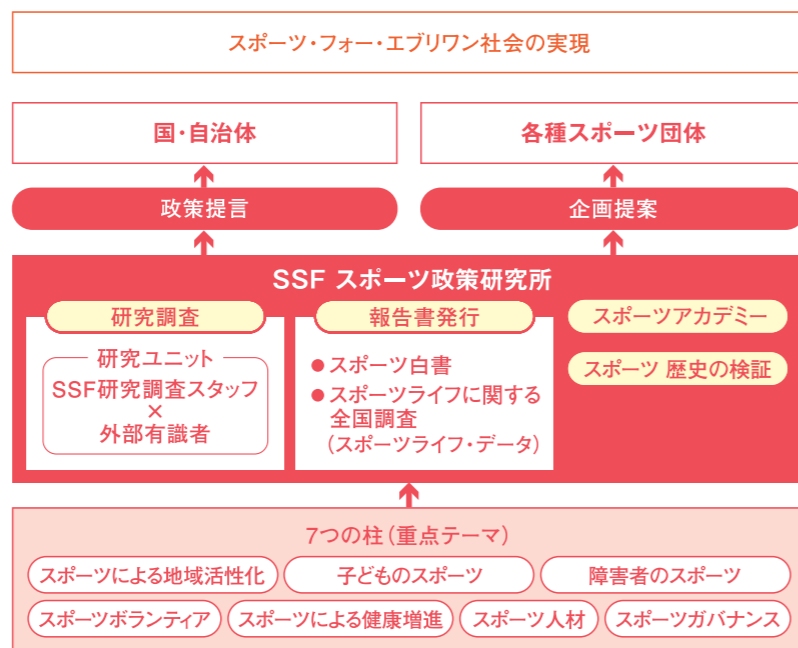 スポーツ・フォー・エブリワン社会の実現
国・自治体
各種スポーツ団体
政策提言
企画提案
SSF スポーツ政策研究所
研究調査
研究ユニット
SSF研究調査スタッフ
×
外部有識者
報告書発行
● スポーツ白書
● スポーツライフに関する
全国調査
(スポーツライフ・データ)
スポーツアカデミー
スポーツ 歴史の検証
7つの柱(重点テーマ)
スポーツによる地域活性化
子どものスポーツ
障害者のスポーツ
スポーツボランティア
スポーツによる健康増進
スポーツ人材
スポーツガバナンス